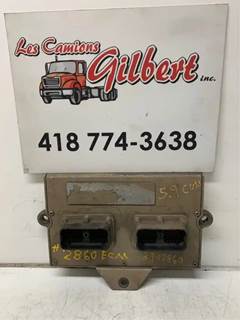 Les Camions
Gilbert inc.
418 774-3638
5.9 Cum
#2860 ECM